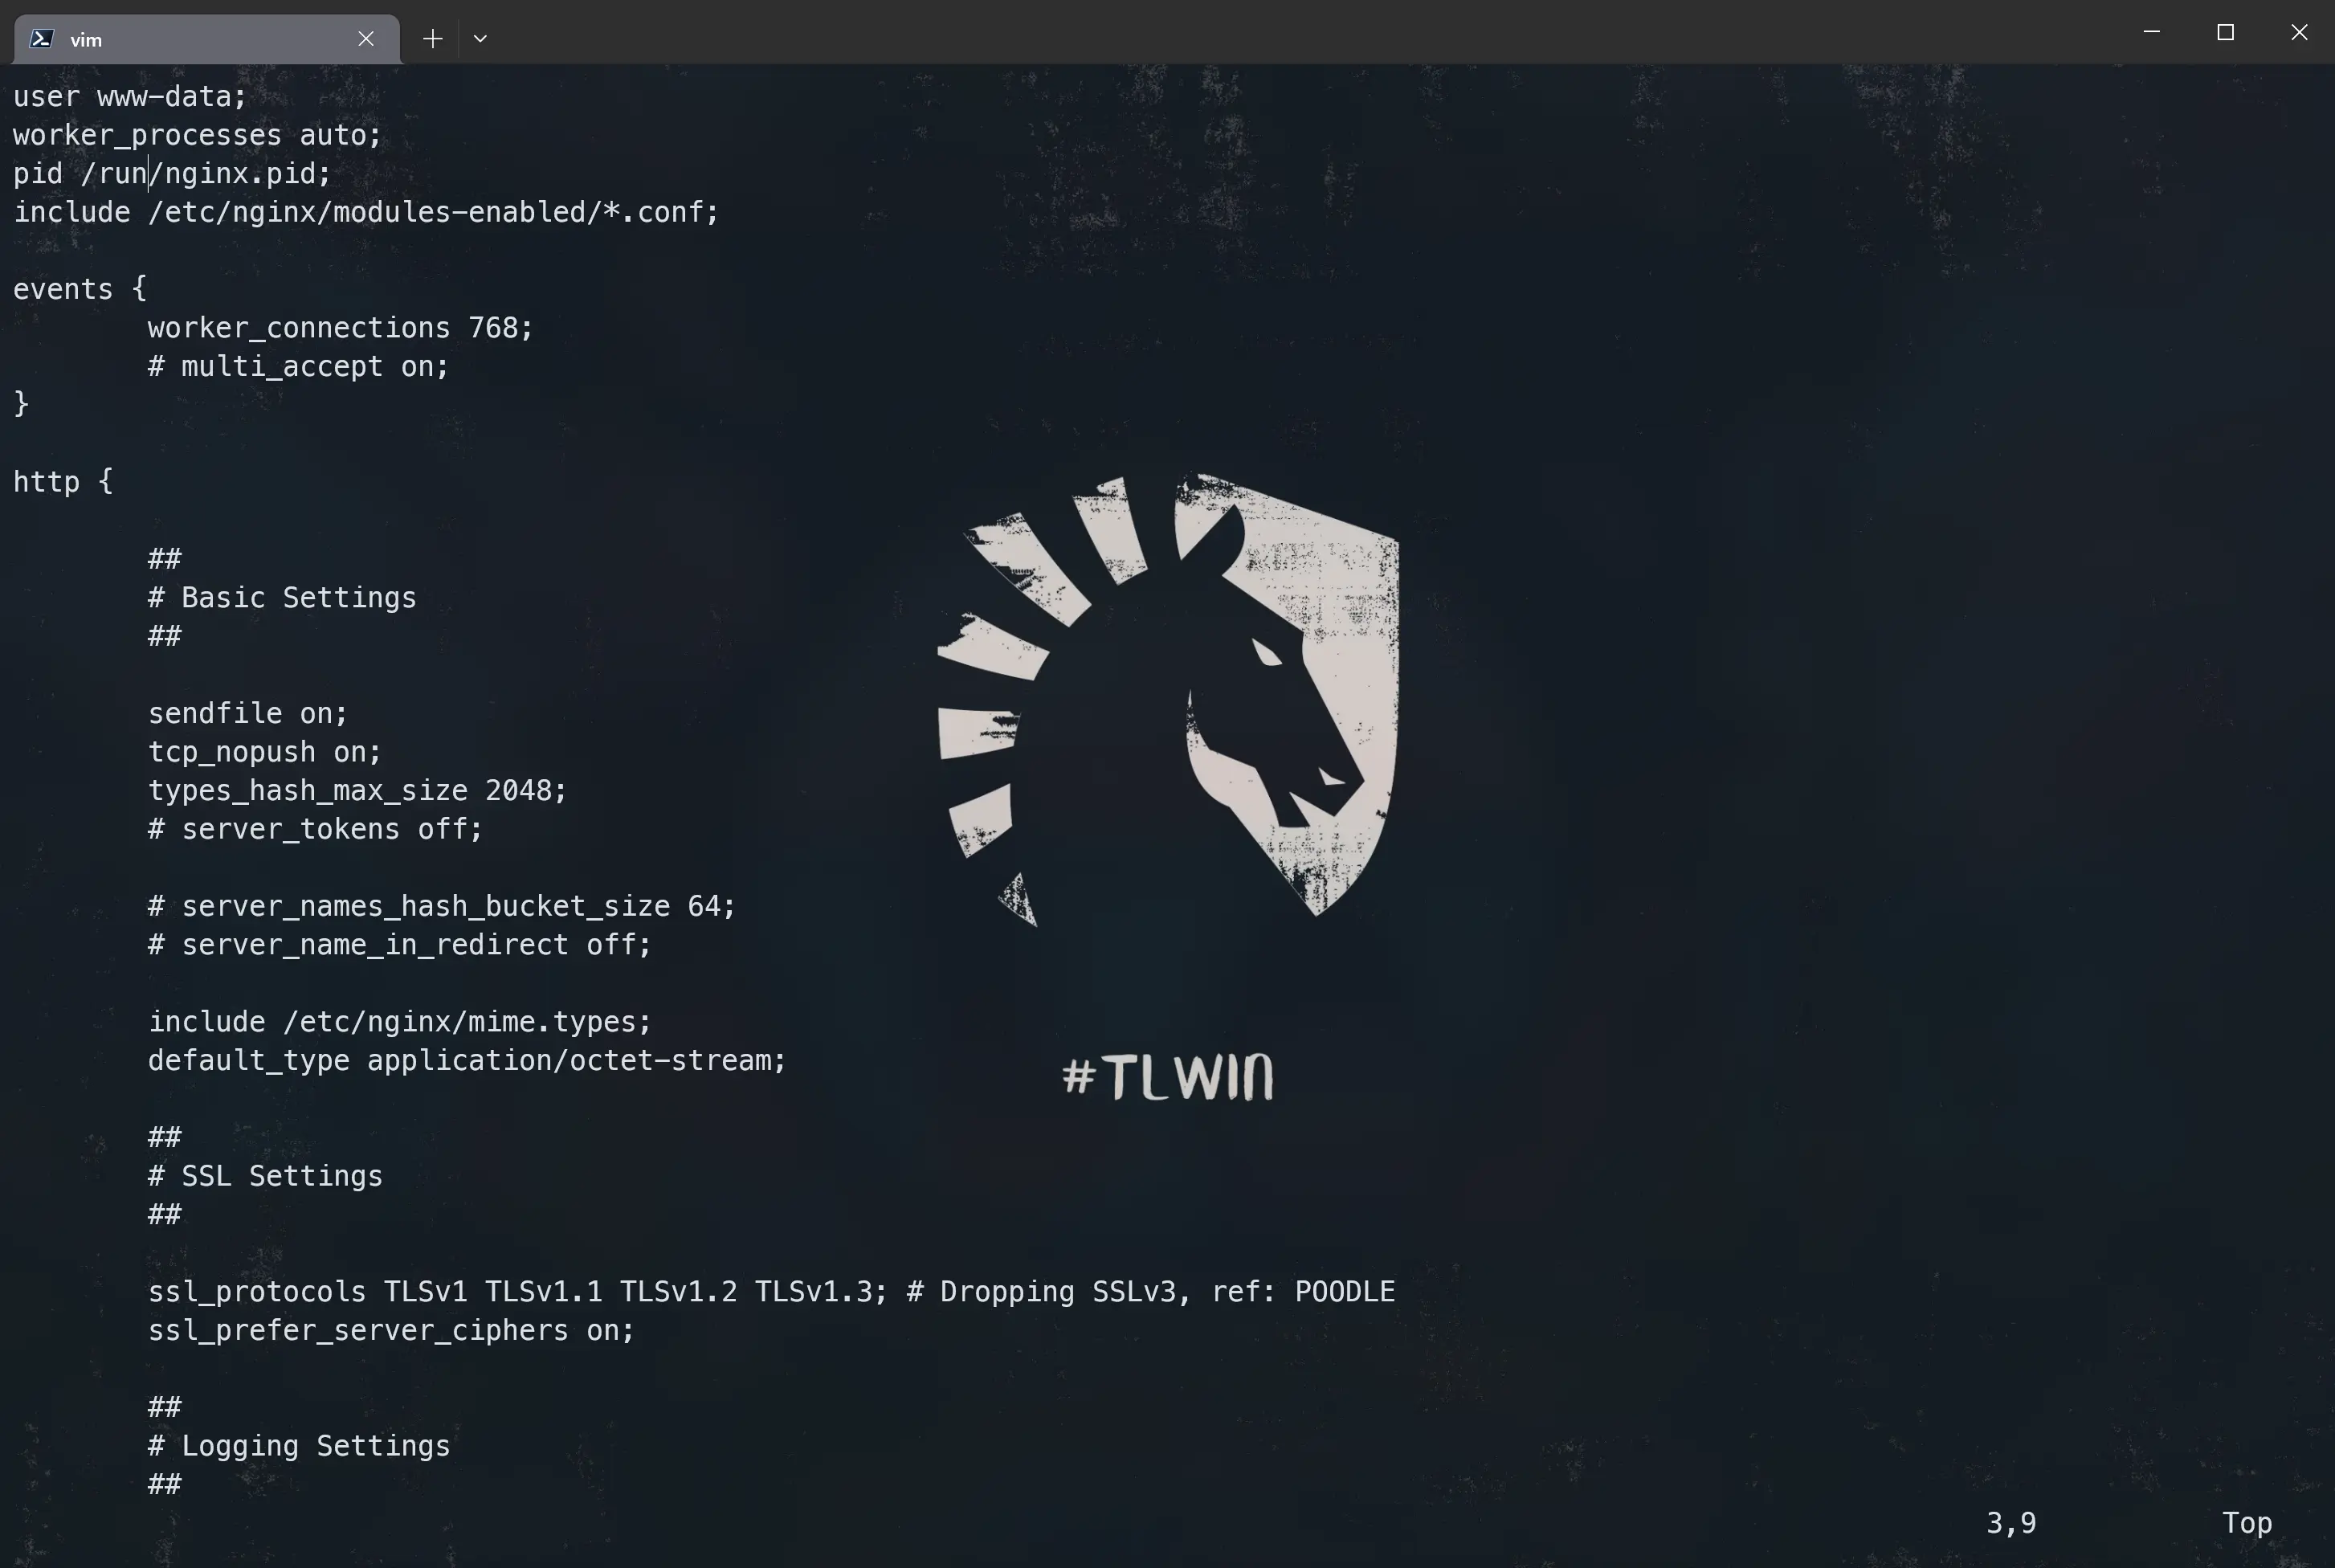 vim
user www-data;
worker_processes auto;
pid /run/nginx.pid;
include /etc/nginx/modules-enabled/*.conf;
events {
worker_connections 768;
# multi_accept on;
}
http {
##
# Basic Settings
##
sendfile on;
tcp_nopush on;
types_hash_max_size 2048;
# server_tokens off;
# server_names_hash_bucket_size 64;
# server_name_in_redirect off;
include /etc/nginx/mime.types;
default_type application/octet-stream;
#TLWIN
##
# SSL Settings
##
ssl_protocols TLSv1 TLSv1.1 TLSv1.2 TLSv1.3; # Dropping SSLv3, ref: POODLE
ssl_prefer_server_ciphers on;
##
# Logging Settings
##
3,9 Top